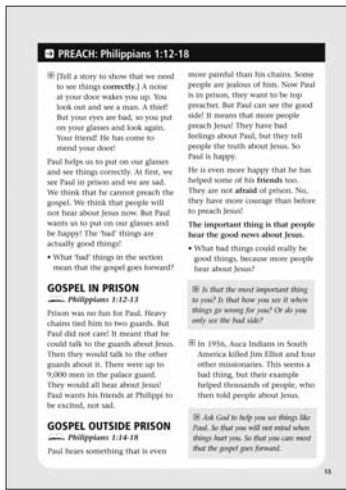 PREACH: Philippians 1:12-18
[Tell a story to show that we need
to see things correctly.] A noise
at your door wakes you up. You
look out and see a man. A thief!
But your eyes are bad, so you put
on your glasses and look again.
Your friend! He has come to
mend your door!
Paul helps us to put on our glasses
and see things correctly. At first, we
see Paul in prison and we are sad.
We think that he cannot preach the
gospel. We think that people will
not hear about Jesus now. But Paul
wants us to put on our glasses and
be happy! The ‘bad’ things are
actually good things!
• What ‘bad’ things in the section
mean that the gospel goes forward?
GOSPEL IN PRISON
Philippians 1:12-13
Prison was no fun for Paul. Heavy
chains tied him to two guards. But
Paul did not care! It meant that he
could talk to the guards about Jesus.
Then they would talk to the other
guards about it. There were up to
9,000 men in the palace guard.
They would all hear about Jesus!
Paul wants his friends at Philippi to
be excited, not sad.
GOSPEL OUTSIDE PRISON
Philippians 1:14-18
Paul hears something that is even
more painful than his chains. Some
people are jealous of him. Now Paul
is in prison, they want to be top
preacher. But Paul can see the good
side! It means that more people
preach Jesus! They have bad
feelings about Paul, but they tell
people the truth about Jesus. So
Paul is happy.
He is even more happy that he has
helped some of his friends too.
They are not afraid of prison. No,
they have more courage than before
to preach Jesus!
The important thing is that people
hear the good news about Jesus.
• What bad things could really be
good things, because more people
hear about Jesus?
Is that the most important thing
to you? Is that how you see it when
things go wrong for you? Or do you
only see the bad side?
In 1956, Auca Indians in South
America killed Jim Elliot and four
other missionaries. This seems a
bad thing, but their example
helped thousands of people, who
then told people about Jesus.
Ask God to help you see things like
Paul. So that you will not mind when
things hurt you. So that you care most
that the gospel goes forward.
15